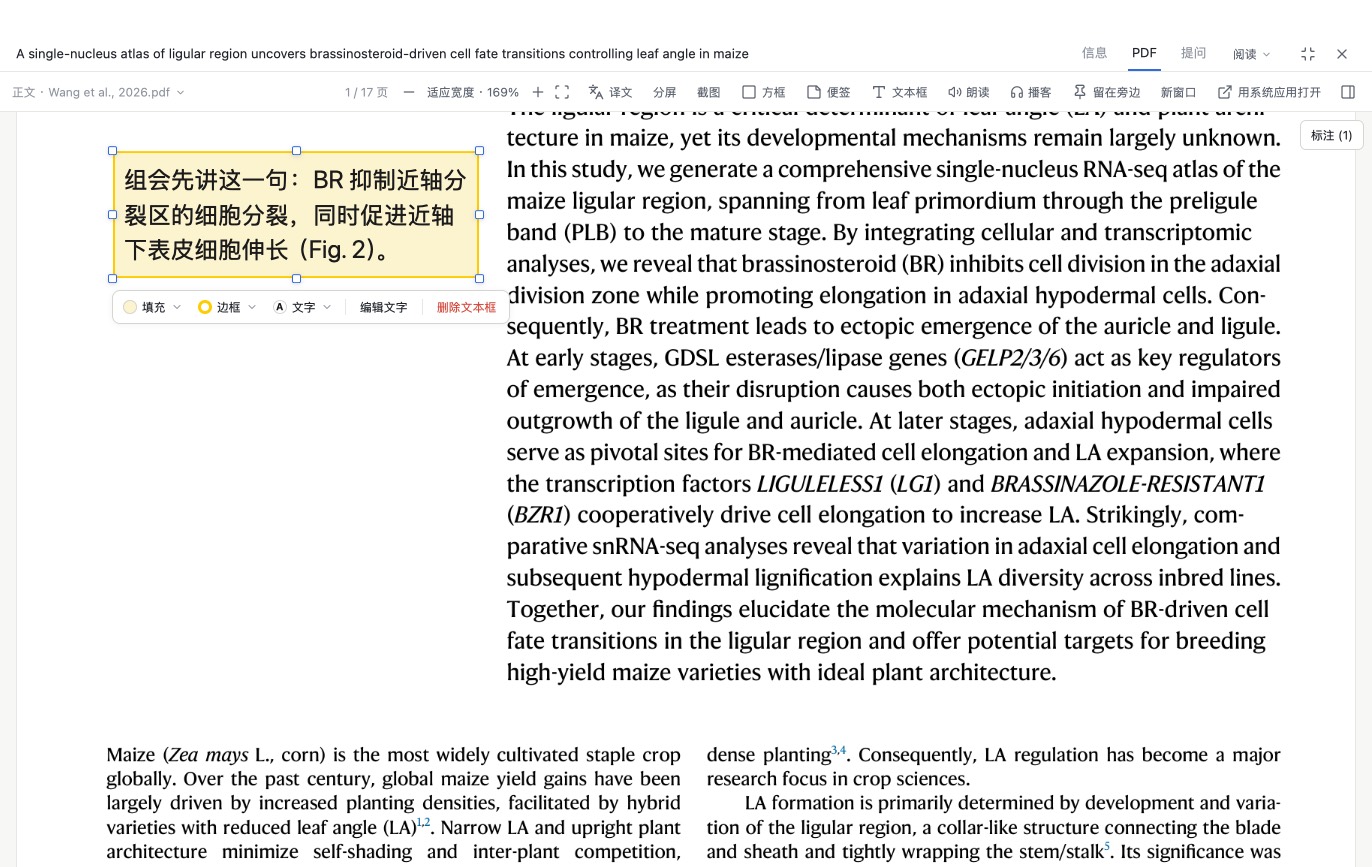 A single-nucleus atlas of ligular region uncovers brassinosteroid-driven cell fate transitions controlling leaf angle in maize
信息 PDF 提问 阅读
正文 · Wang et al., 2026.pdf
1 / 17 页 — 适应宽度 · 169% + 译文 分屏 截图 方框 便签 文本框 朗读 播客 留在旁边 新窗口 用系统应用打开
标注 (1)
组会先讲这一句：BR 抑制近轴分
裂区的细胞分裂，同时促进近轴
下表皮细胞伸长 (Fig. 2)。
填充 边框 A 文字 编辑文字 删除文本框
The ligular region is a critical determinant of leaf angle (LA) and plant archi-
tecture in maize, yet its developmental mechanisms remain largely unknown.
In this study, we generate a comprehensive single-nucleus RNA-seq atlas of the
maize ligular region, spanning from leaf primordium through the preligule
band (PLB) to the mature stage. By integrating cellular and transcriptomic
analyses, we reveal that brassinosteroid (BR) inhibits cell division in the adaxial
division zone while promoting elongation in adaxial hypodermal cells. Con-
sequently, BR treatment leads to ectopic emergence of the auricle and ligule.
At early stages, GDSL esterases/lipase genes (GELP2/3/6) act as key regulators
of emergence, as their disruption causes both ectopic initiation and impaired
outgrowth of the ligule and auricle. At later stages, adaxial hypodermal cells
serve as pivotal sites for BR-mediated cell elongation and LA expansion, where
the transcription factors LIGULELESS1 (LG1) and BRASSINAZOLE-RESISTANT1
(BZR1) cooperatively drive cell elongation to increase LA. Strikingly, com-
parative snRNA-seq analyses reveal that variation in adaxial cell elongation and
subsequent hypodermal lignification explains LA diversity across inbred lines.
Together, our findings elucidate the molecular mechanism of BR-driven cell
fate transitions in the ligular region and offer potential targets for breeding
high-yield maize varieties with ideal plant architecture.
Maize (Zea mays L., corn) is the most widely cultivated staple crop
globally. Over the past century, global maize yield gains have been
largely driven by increased planting densities, facilitated by hybrid
varieties with reduced leaf angle (LA)1,2. Narrow LA and upright plant
architecture minimize self-shading and inter-plant competition,
dense planting3,4. Consequently, LA regulation has become a major
research focus in crop sciences.
LA formation is primarily determined by development and varia-
tion of the ligular region, a collar-like structure connecting the blade
and sheath and tightly wrapping the stem/stalk5. Its significance was